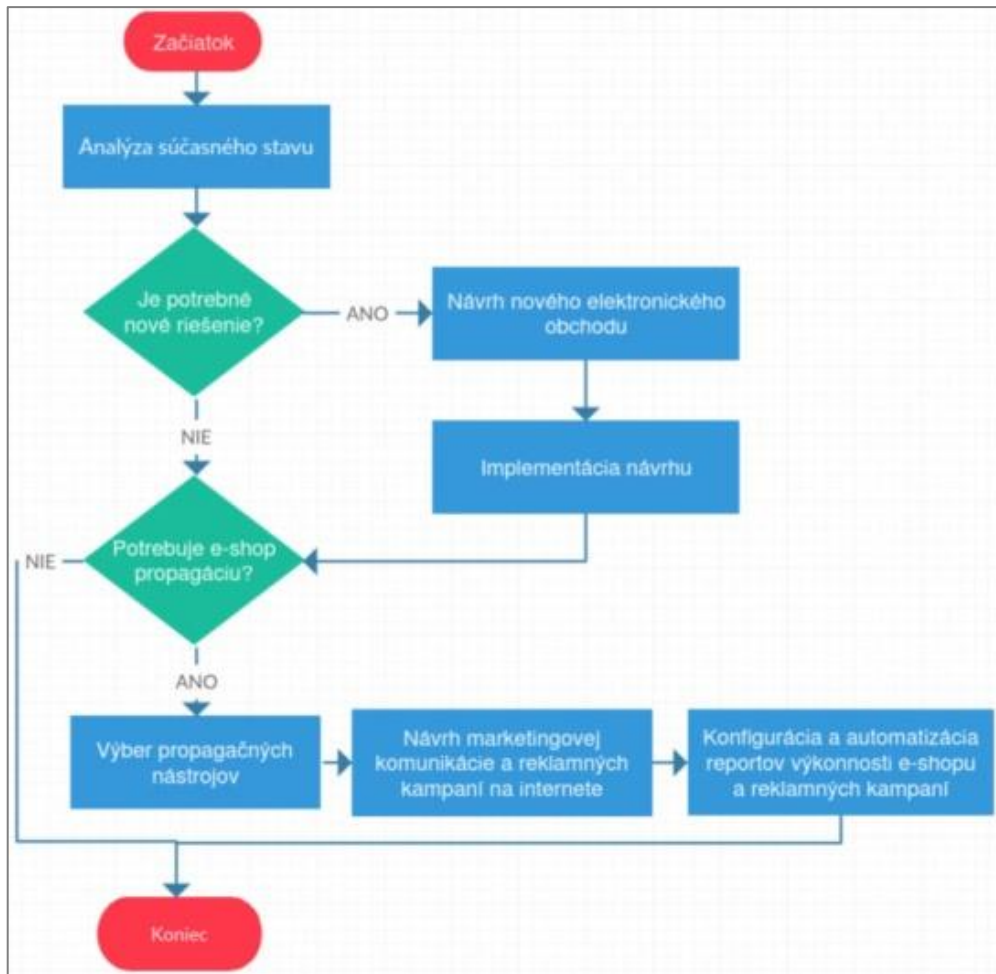 Začiatok
Analýza súčasného stavu
Je potrebné
nové riešenie?
ANO
Návrh nového elektronického
obchodu
NIE
Implementácia návrhu
Potrebuje e-shop
propagáciu?
NIE
ANO
Výber propagačných
nástrojov
Návrh marketingovej
komunikácie a reklamných
kampaní na internete
Konfigurácia a automatizácia
reportov výkonnosti e-shopu
a reklamných kampaní
Koniec